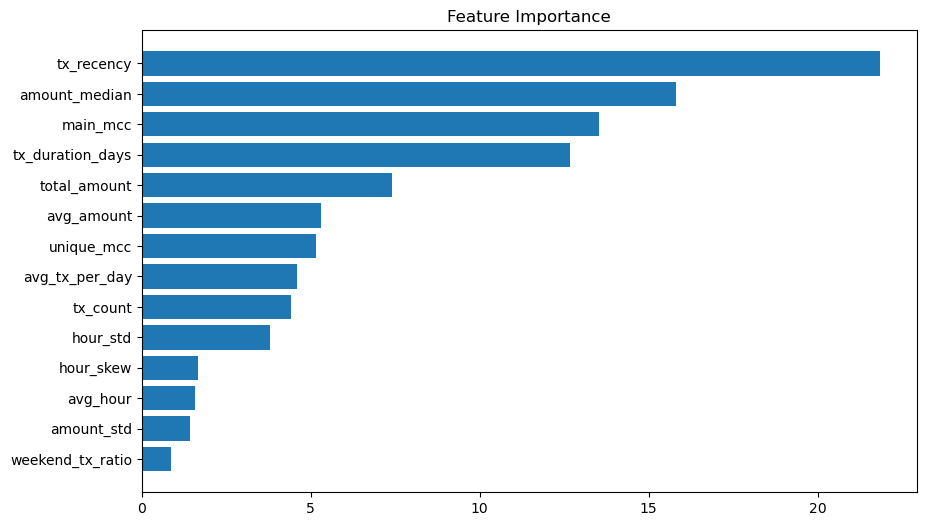 Feature Importance
tx_recency
amount_median
main_mcc
tx_duration_days
total_amount
avg_amount
unique_mcc
avg_tx_per_day
tx_count
hour_std
hour_skew
avg_hour
amount_std
weekend_tx_ratio
0 5 10 15 20